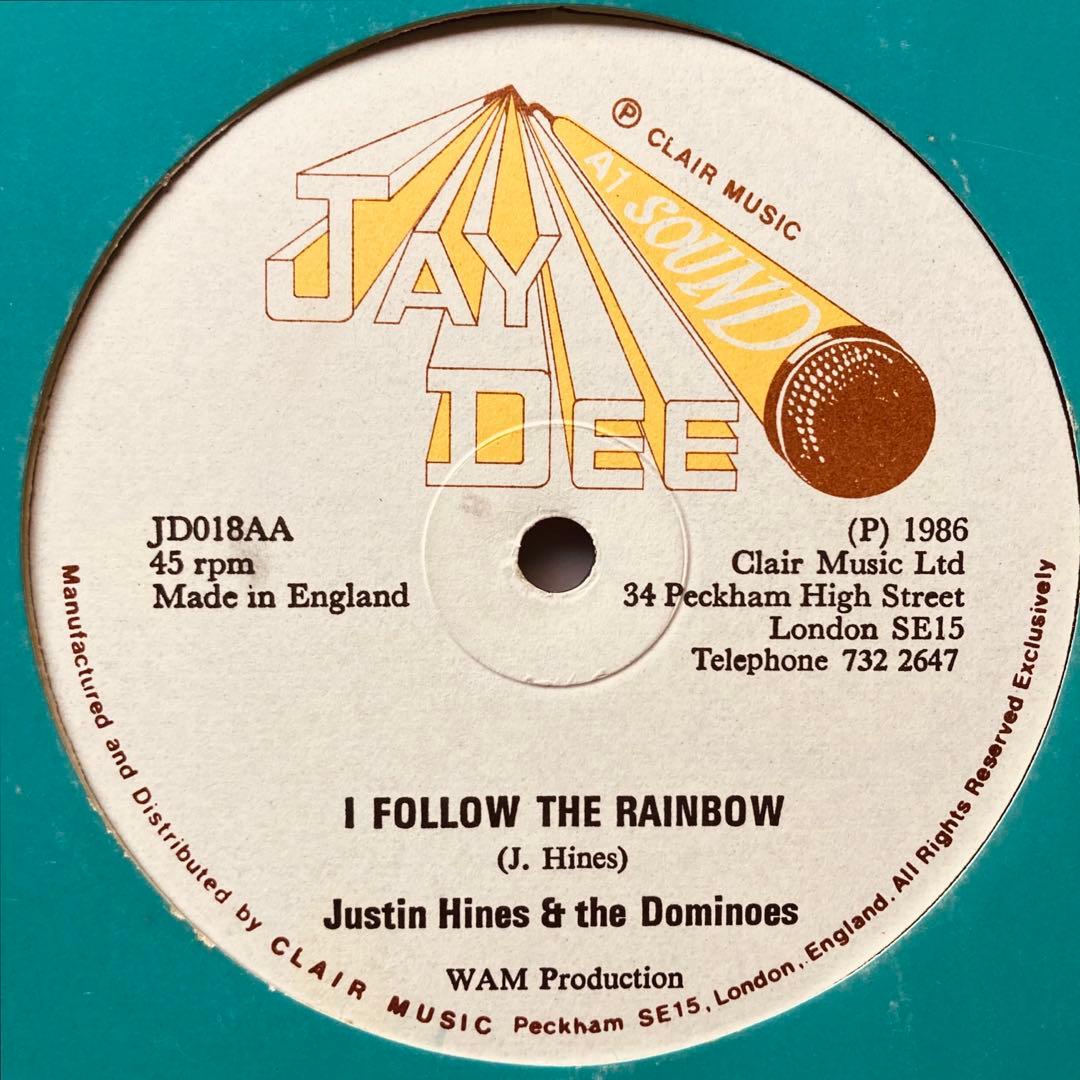 JAY
DEE
A1 SOUND
Ⓟ CLAIR MUSIC
JD018AA
45 rpm
Made in England
(P) 1986
Clair Music Ltd
34 Peckham High Street
London SE15
Telephone 732 2647
I FOLLOW THE RAINBOW
(J. Hines)
Justin Hines & the Dominoes
WAM Production
Manufactured and Distributed by CLAIR MUSIC Peckham SE15, London, England. All Rights Reserved Exclusively